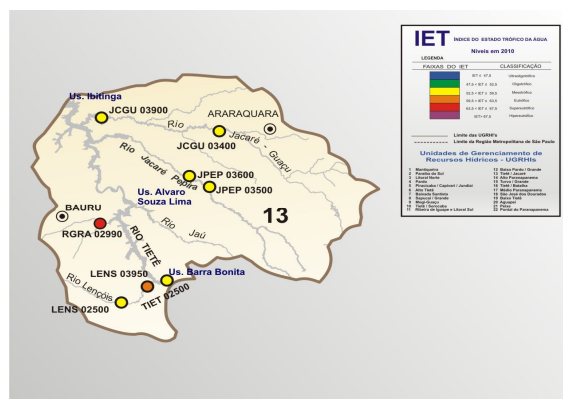 Us. Ibitinga
JCGU 03900
ARARAQUARA
Rio Jacaré - Guaçu
JCGU 03400
Rio Jacaré Pepira
JPEP 03600
JPEP 03500
Us. Alvaro
Souza Lima
13
BAURU
RGRA 02990
RIO TIETÊ
Rio Jaú
LENS 03950
Us. Barra Bonita
TIET 02500
Rio Lençóis
LENS 02500
IET ÍNDICE DO ESTADO TRÓFICO DA ÁGUA
Níveis em 2010
LEGENDA
FAIXAS DO IET CLASSIFICAÇÃO
Ultraoligotrófico
Oligotrófico
Mesotrófico
Eutrófico
Supereutrófico
Hipereutrófico
Limite das UGRHIs
Limite da Região Metropolitana de São Paulo
Unidades de Gerenciamento de
Recursos Hídricos - UGRHIs
1 Mantiqueira
2 Paraíba do Sul
3 Litoral Norte
4 Pardo
5 Piracicaba / Capivari / Jundiaí
6 Alto Tietê
7 Baixada Santista
8 Sapucaí / Grande
9 Mogi-Guaçu
10 Tietê / Sorocaba
11 Ribeira de Iguape e Litoral Sul
12 Baixo Pardo / Grande
13 Tietê / Jacaré
14 Alto Paranapanema
15 Turvo / Grande
16 Tietê / Batalha
17 Médio Paranapanema
18 São José dos Dourados
19 Baixo Tietê
20 Aguapeí
21 Peixe
22 Pontal do Paranapanema